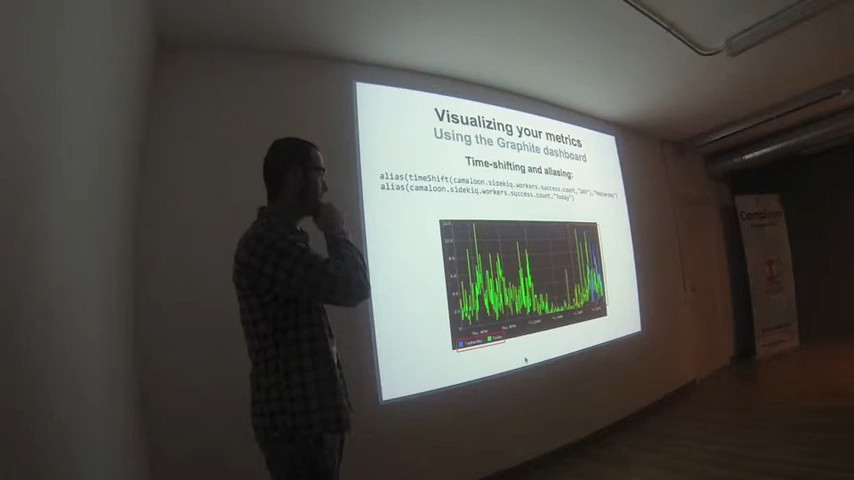 Visualizing your metrics
Using the Graphite dashboard
Time-shifting and aliasing:
alias(timeShift(camaloon.sidekiq.workers.success.count,"24h"),"Yesterday")
alias(camaloon.sidekiq.workers.success.count,"Today")
Camaloon